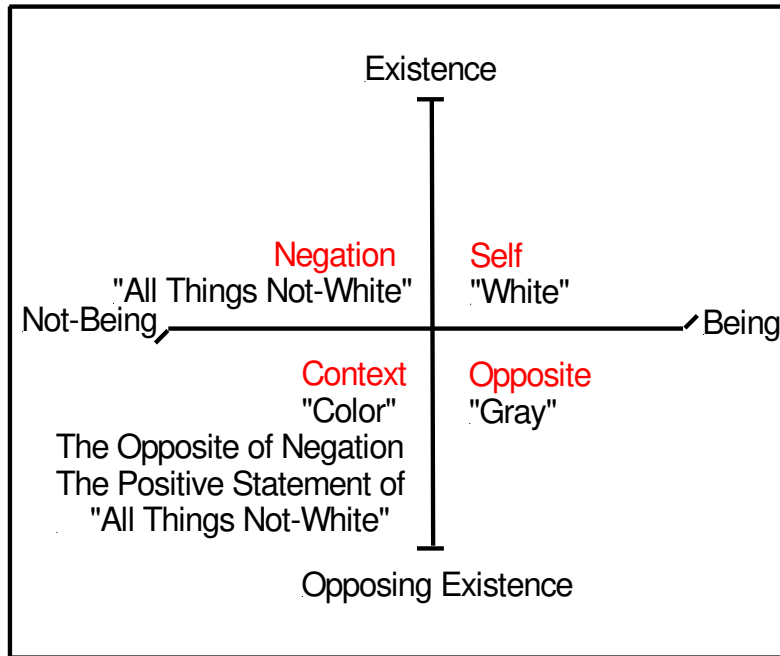 Existence
Negation
"All Things Not-White"
Self
"White"
Not-Being
Being
Context
"Color"
The Opposite of Negation
The Positive Statement of
"All Things Not-White"
Opposite
"Gray"
Opposing Existence